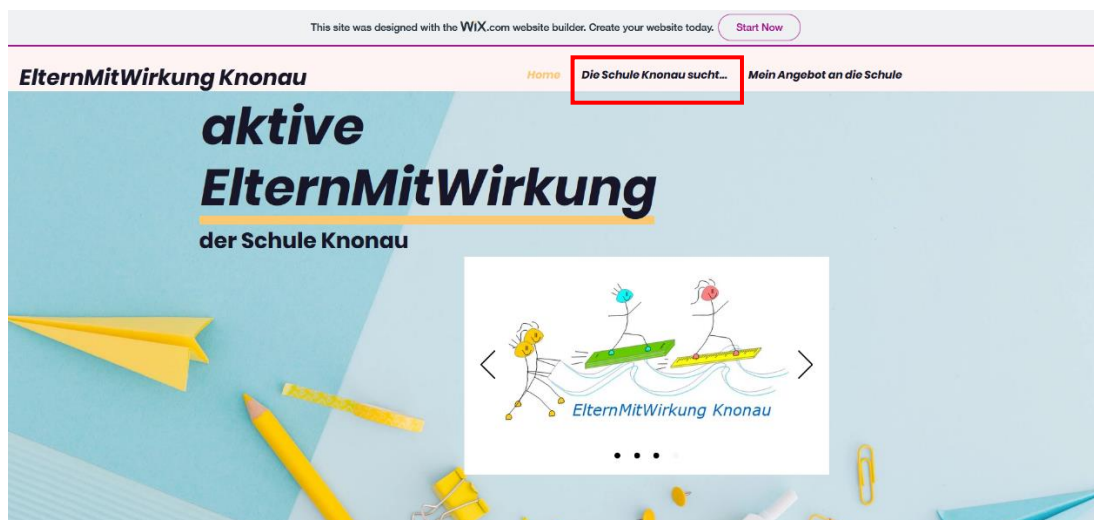 This site was designed with the WiX.com website builder. Create your website today. Start Now
ElternMitWirkung Knonau Home Die Schule Knonau sucht... Mein Angebot an die Schule
aktive
ElternMitWirkung
der Schule Knonau
ElternMitWirkung Knonau